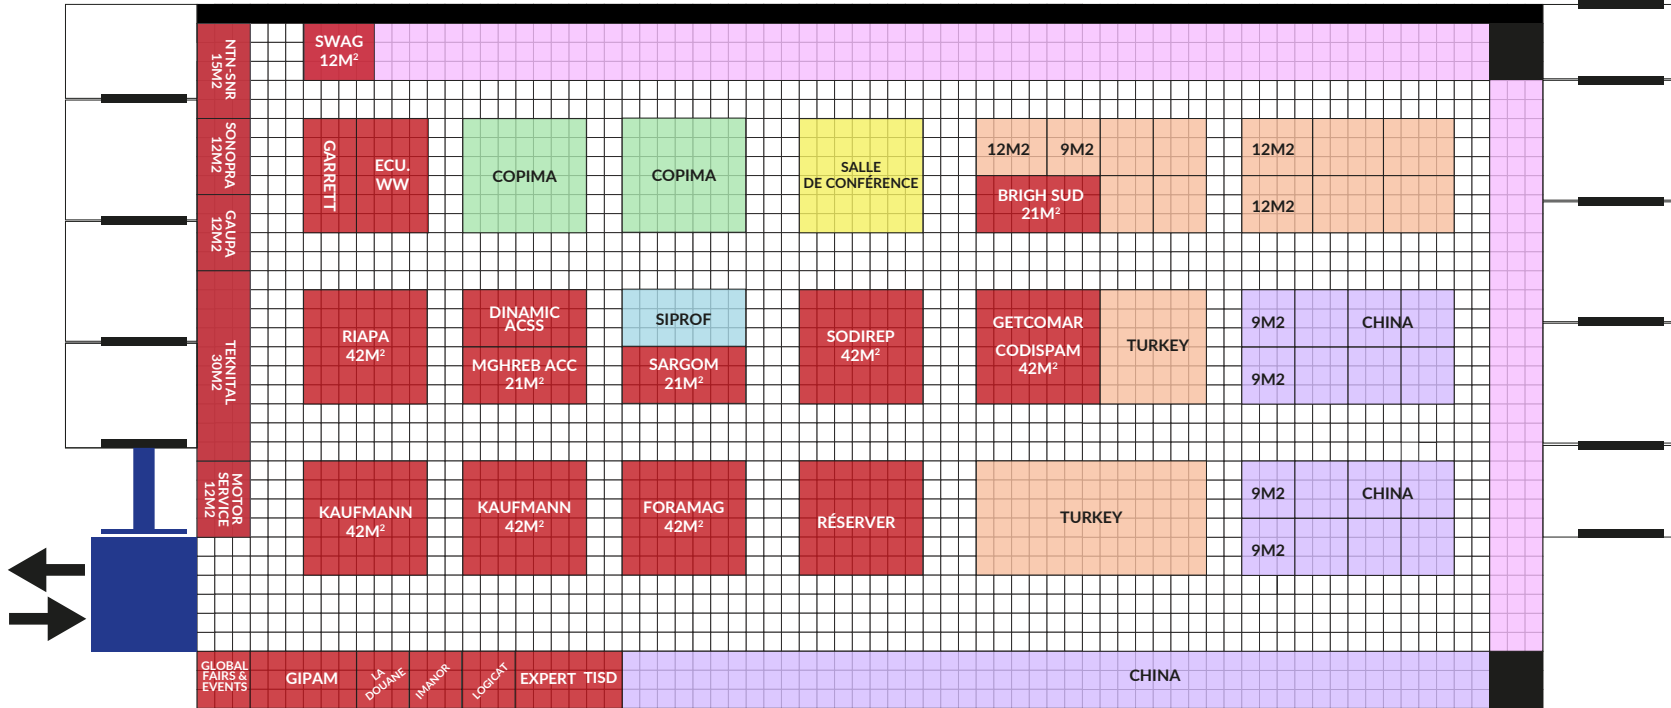 NTN-SNR
15M2
SWAG
12M²
SONOPRA
12M2
GARRETT
ECU.
WW
COPIMA
COPIMA
SALLE
DE CONFÉRENCE
12M2
9M2
BRIGH SUD
21M²
12M2
12M2
GAUPA
12M2
TEKNITAL
30M2
RIAPA
42M²
DINAMIC
ACSS
MGHREB ACC
21M²
SIPROF
SARGOM
21M²
SODIREP
42M²
GETCOMAR
CODISPAM
42M²
TURKEY
9M2
CHINA
9M2
MOTOR
SERVICE
12M2
KAUFMANN
42M²
KAUFMANN
42M²
FORAMAG
42M²
RÉSERVER
TURKEY
9M2
CHINA
9M2
GLOBAL
FAIRS &
EVENTS
GIPAM
LA
DOUANE
IMANOR
LOGICAT
EXPERT
TISD
CHINA